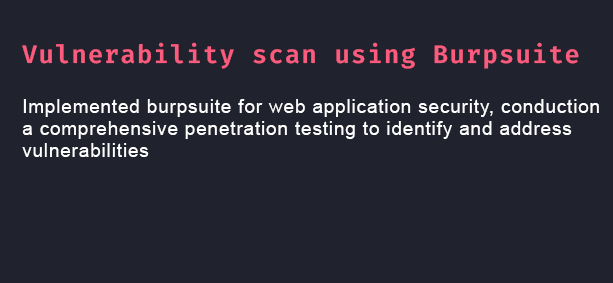 Vulnerability scan using Burpsuite
Implemented burpsuite for web application security, conduction
a comprehensive penetration testing to identify and address
vulnerabilities